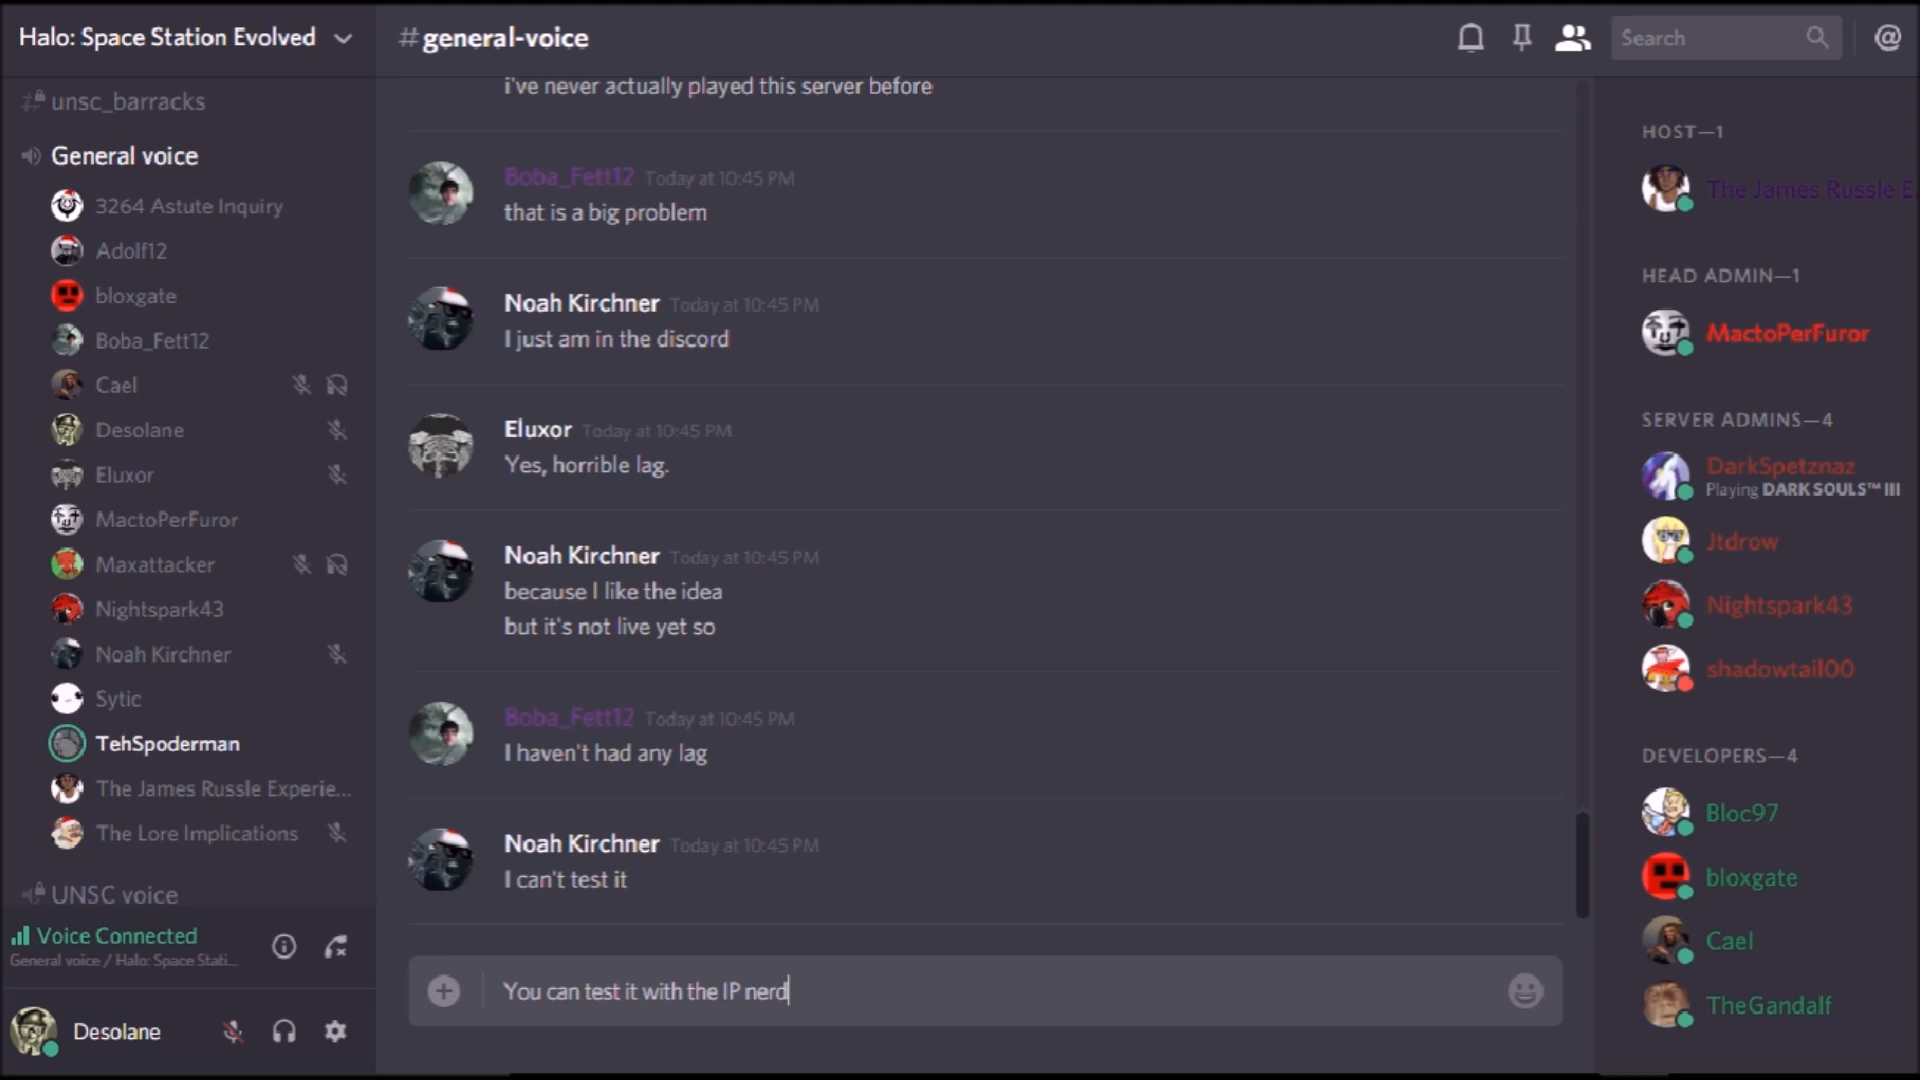 Halo: Space Station Evolved
#general-voice
Search
@
unsc_barracks
General voice
3264 Astute Inquiry
Adolf12
bloxgate
Boba_Fett12
Cael
Desolane
Eluxor
MactoPerFuror
Maxattacker
Nightspark43
Noah Kirchner
Sytic
TehSpoderman
The James Russle Experie...
The Lore Implications
UNSC voice
Voice Connected
General voice / Halo: Space Stati...
Desolane
i've never actually played this server before
Boba_Fett12 Today at 10:45 PM
that is a big problem
Noah Kirchner Today at 10:45 PM
I just am in the discord
Eluxor Today at 10:45 PM
Yes, horrible lag.
Noah Kirchner Today at 10:45 PM
because I like the idea
but it's not live yet so
Boba_Fett12 Today at 10:45 PM
I haven't had any lag
Noah Kirchner Today at 10:45 PM
I can't test it
You can test it with the IP nerd
HOST—1
The James Russle E.
HEAD ADMIN—1
MactoPerFuror
SERVER ADMINS—4
DarkSpetznaz
Playing DARK SOULS™ III
Jtdrow
Nightspark43
shadowtail00
DEVELOPERS—4
Bloc97
bloxgate
Cael
TheGandalf